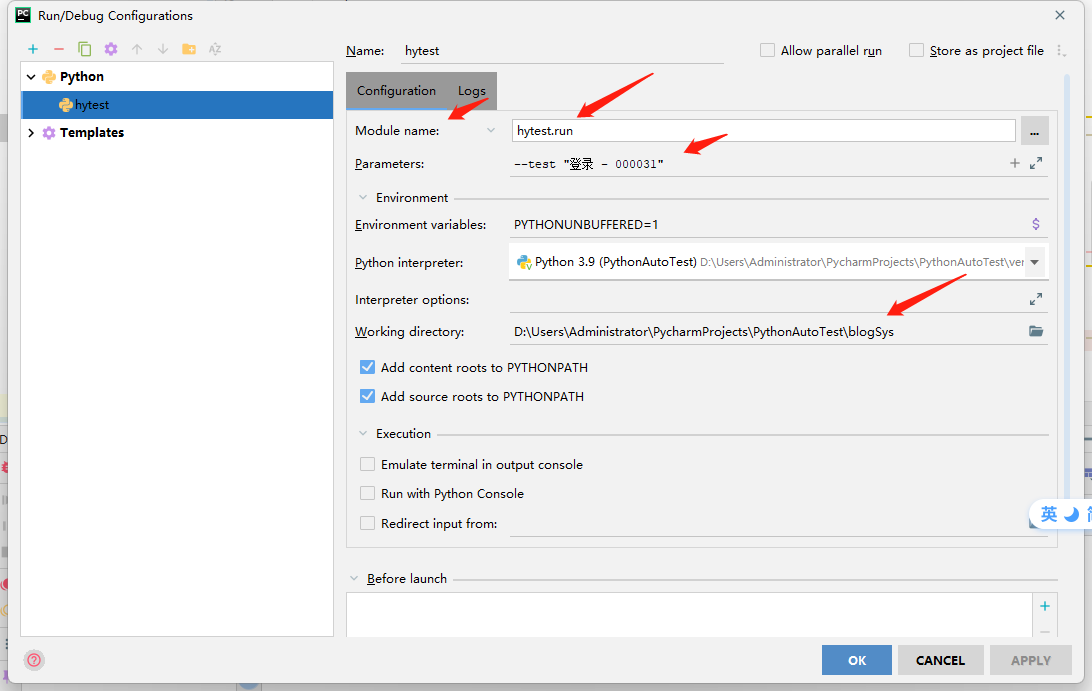 PC Run/Debug Configurations
Name: hytest
Allow parallel run
Store as project file
Python
hytest
Templates
Configuration Logs
Module name: hytest.run ...
Parameters: --test "登录 - 000031"
Environment
Environment variables: PYTHONUNBUFFERED=1
Python interpreter: Python 3.9 (PythonAutoTest) D:\Users\Administrator\PycharmProjects\PythonAutoTest\ver
Interpreter options:
Working directory: D:\Users\Administrator\PycharmProjects\PythonAutoTest\blogSys
Add content roots to PYTHONPATH
Add source roots to PYTHONPATH
Execution
Emulate terminal in output console
Run with Python Console
Redirect input from:
英
Before launch
OK CANCEL APPLY